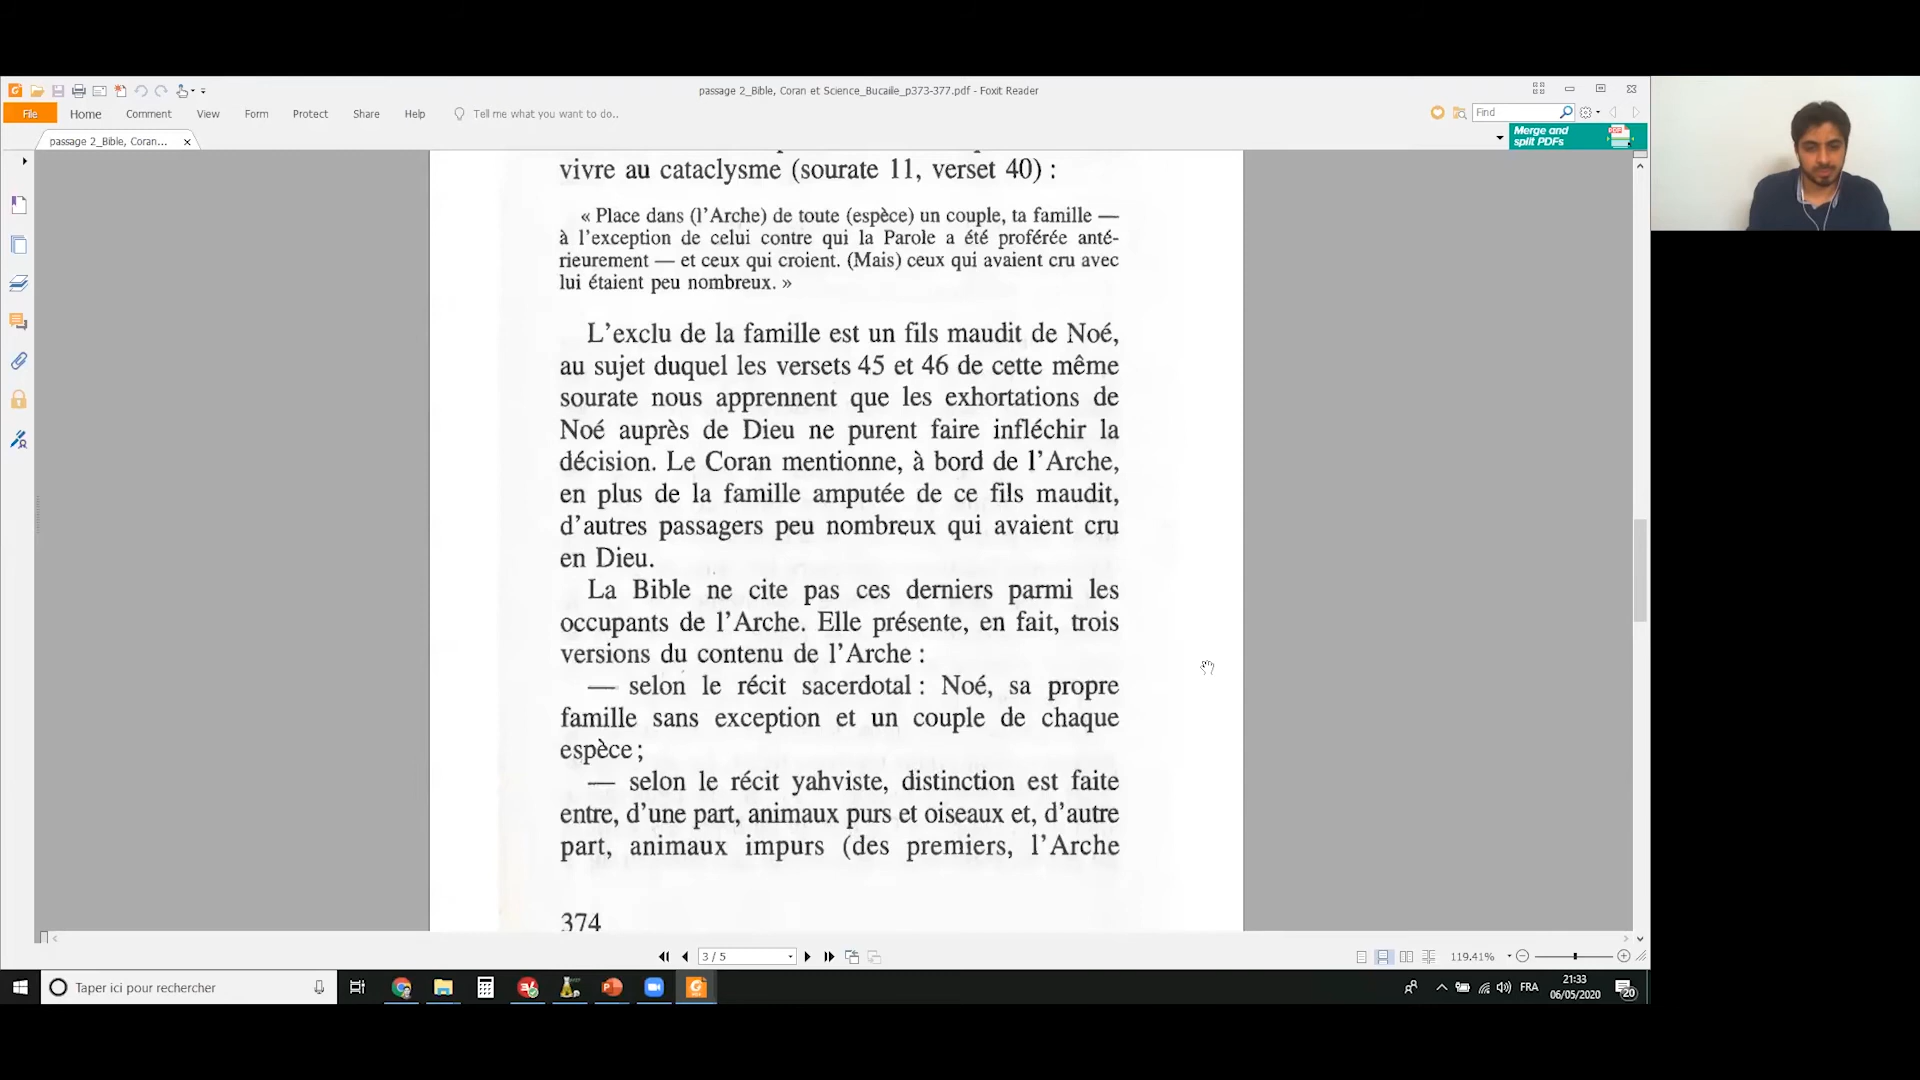 passage 2_Bible, Coran et Science_Bucaile_p373-377.pdf - Foxit Reader
File Home Comment View Form Protect Share Help Tell me what you want to do..
Find
passage 2_Bible, Coran...
Merge and
split PDFs
vivre au cataclysme (sourate 11, verset 40) :
« Place dans (l’Arche) de toute (espèce) un couple, ta famille —
à l’exception de celui contre qui la Parole a été proférée anté-
rieurement — et ceux qui croient. (Mais) ceux qui avaient cru avec
lui étaient peu nombreux. »
L’exclu de la famille est un fils maudit de Noé,
au sujet duquel les versets 45 et 46 de cette même
sourate nous apprennent que les exhortations de
Noé auprès de Dieu ne purent faire infléchir la
décision. Le Coran mentionne, à bord de l’Arche,
en plus de la famille amputée de ce fils maudit,
d’autres passagers peu nombreux qui avaient cru
en Dieu.
La Bible ne cite pas ces derniers parmi les
occupants de l’Arche. Elle présente, en fait, trois
versions du contenu de l’Arche :
— selon le récit sacerdotal : Noé, sa propre
famille sans exception et un couple de chaque
espèce ;
— selon le récit yahviste, distinction est faite
entre, d’une part, animaux purs et oiseaux et, d’autre
part, animaux impurs (des premiers, l’Arche
374
3 / 5
119.41%
Taper ici pour rechercher
FRA
21:33
06/05/2020
20